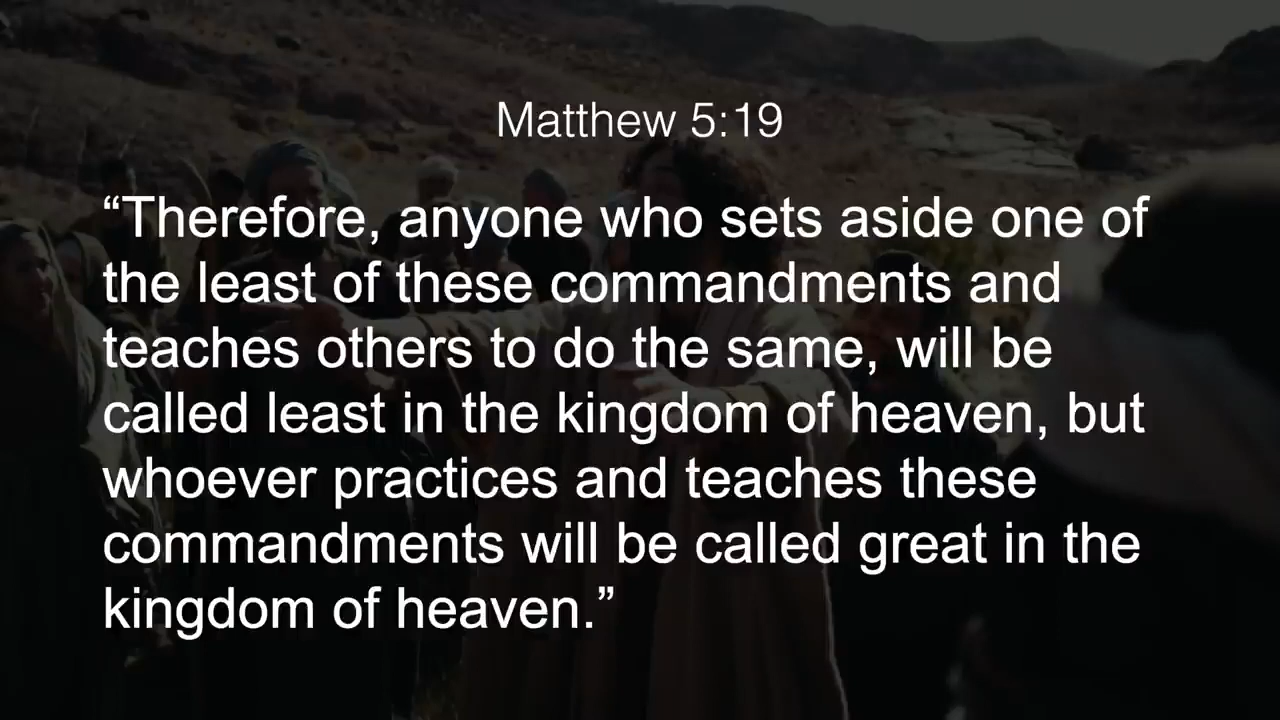 Matthew 5:19
“Therefore, anyone who sets aside one of
the least of these commandments and
teaches others to do the same, will be
called least in the kingdom of heaven, but
whoever practices and teaches these
commandments will be called great in the
kingdom of heaven.”